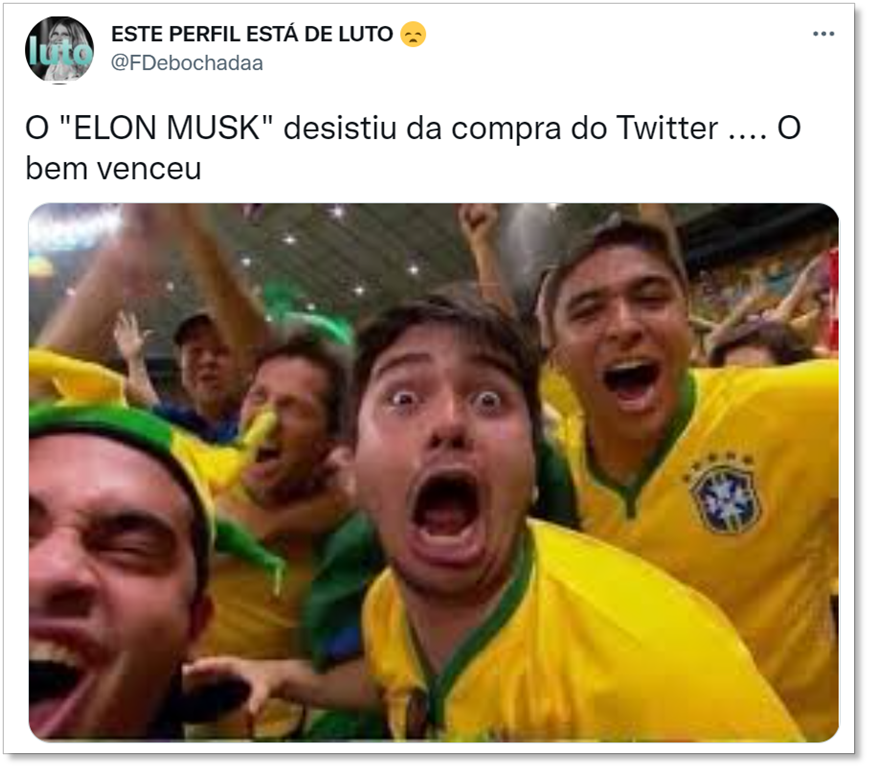 ESTE PERFIL ESTÁ DE LUTO 😞
@FDebochadaa
luto
O "ELON MUSK" desistiu da compra do Twitter .... O
bem venceu